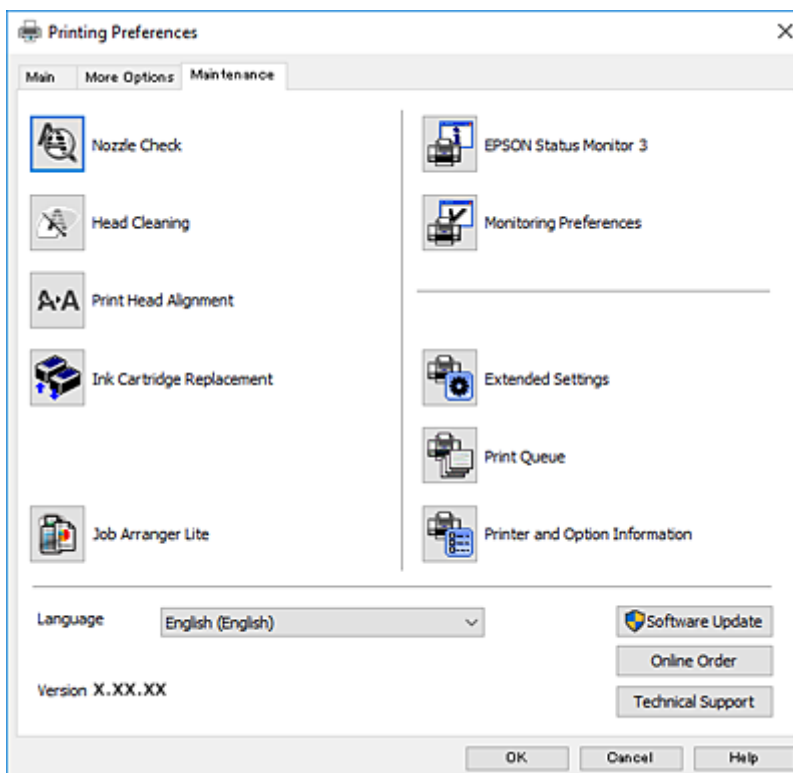 Printing Preferences
Main
More Options
Maintenance
Nozzle Check
Head Cleaning
A·A Print Head Alignment
Ink Cartridge Replacement
Job Arranger Lite
EPSON Status Monitor 3
Monitoring Preferences
Extended Settings
Print Queue
Printer and Option Information
Language
English (English)
Version X.XX.XX
Software Update
Online Order
Technical Support
OK
Cancel
Help